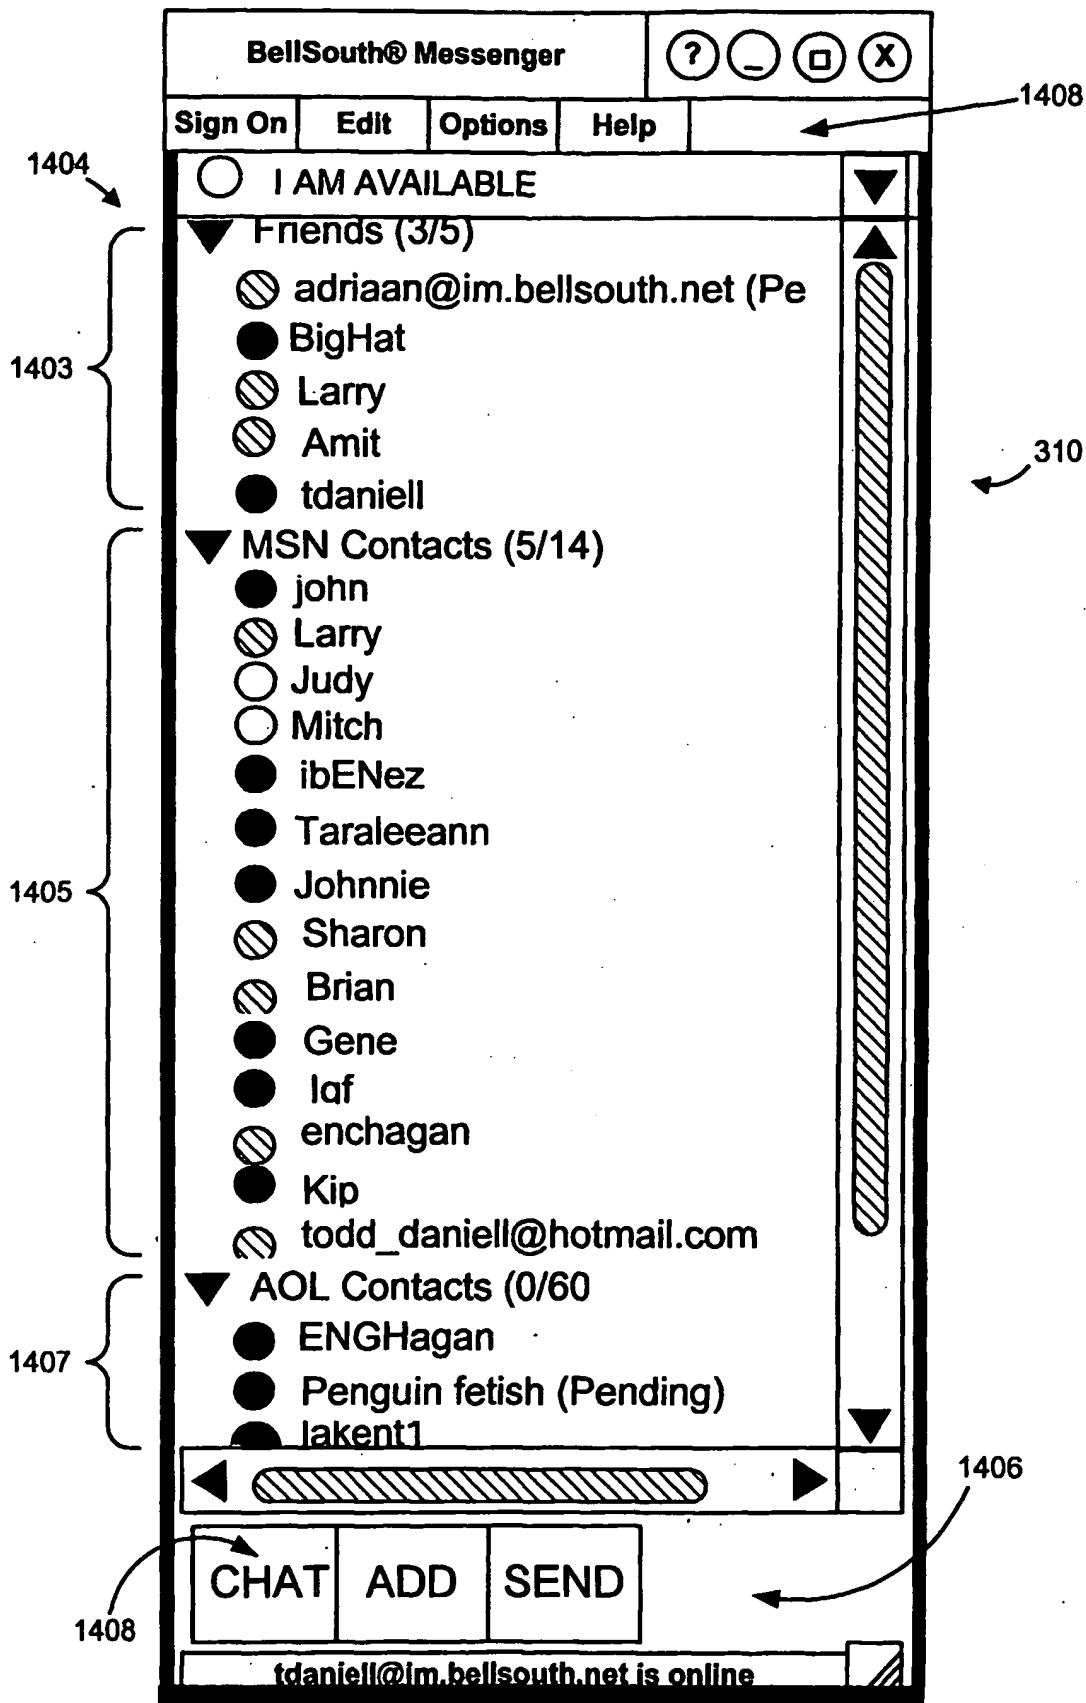 BellSouth® Messenger ? _ X
Sign On Edit Options Help
1408
1404
I AM AVAILABLE
Friends (3/5)
adriaan@im.bellsouth.net (Pe
BigHat
1403
Larry
Amit
310
tdaniell
MSN Contacts (5/14)
john
Larry
Judy
Mitch
ibENez
Taraleeann
1405
Johnnie
Sharon
Brian
Gene
enchagan
Kip
todd_daniell@hotmail.com
AOL Contacts (0/60
ENGHagan
1407
Penguin fetish (Pending)
lakent1
1406
CHAT ADD SEND
1408
tdaniell@im.bellsouth.net is online